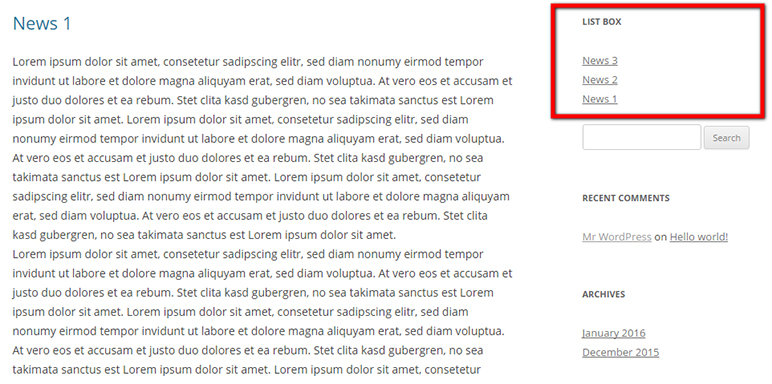 News 1
Lorem ipsum dolor sit amet, consetetur sadipscing elitr, sed diam nonumy eirmod tempor
invidunt ut labore et dolore magna aliquyam erat, sed diam voluptua. At vero eos et accusam et
justo duo dolores et ea rebum. Stet clita kasd gubergren, no sea takimata sanctus est Lorem
ipsum dolor sit amet. Lorem ipsum dolor sit amet, consetetur sadipscing elitr, sed diam
nonumy eirmod tempor invidunt ut labore et dolore magna aliquyam erat, sed diam voluptua.
At vero eos et accusam et justo duo dolores et ea rebum. Stet clita kasd gubergren, no sea
takimata sanctus est Lorem ipsum dolor sit amet. Lorem ipsum dolor sit amet, consetetur
sadipscing elitr, sed diam nonumy eirmod tempor invidunt ut labore et dolore magna aliquyam
erat, sed diam voluptua. At vero eos et accusam et justo duo dolores et ea rebum. Stet clita
kasd gubergren, no sea takimata sanctus est Lorem ipsum dolor sit amet.
Lorem ipsum dolor sit amet, consetetur sadipscing elitr, sed diam nonumy eirmod tempor
invidunt ut labore et dolore magna aliquyam erat, sed diam voluptua. At vero eos et accusam et
justo duo dolores et ea rebum. Stet clita kasd gubergren, no sea takimata sanctus est Lorem
ipsum dolor sit amet. Lorem ipsum dolor sit amet, consetetur sadipscing elitr, sed diam
nonumy eirmod tempor invidunt ut labore et dolore magna aliquyam erat, sed diam voluptua.
At vero eos et accusam et justo duo dolores et ea rebum. Stet clita kasd gubergren, no sea
takimata sanctus est Lorem ipsum dolor sit amet. Lorem ipsum dolor sit amet, consetetur
LIST BOX
News 3
News 2
News 1
Search
RECENT COMMENTS
Mr WordPress on Hello world!
ARCHIVES
January 2016
December 2015